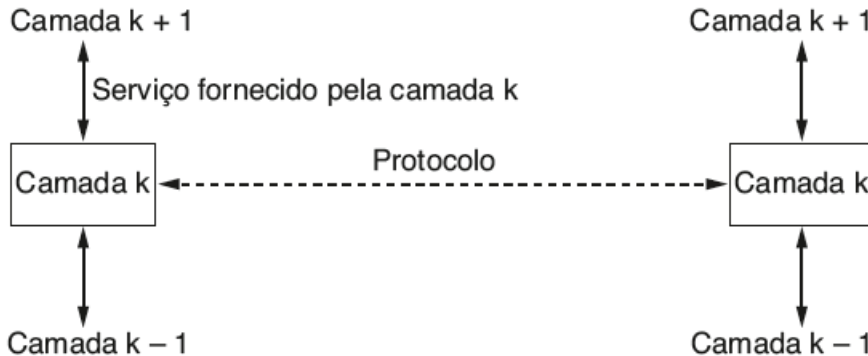 Camada k + 1
Camada k + 1
Serviço fornecido pela camada k
Protocolo
Camada k
Camada k
Camada k – 1
Camada k – 1